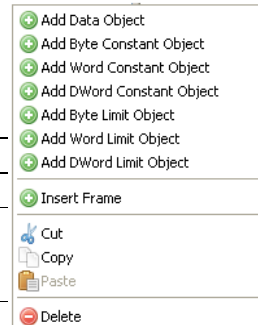 Add Data Object
Add Byte Constant Object
Add Word Constant Object
Add DWord Constant Object
Add Byte Limit Object
Add Word Limit Object
Add DWord Limit Object
Insert Frame
Cut
Copy
Paste
Delete